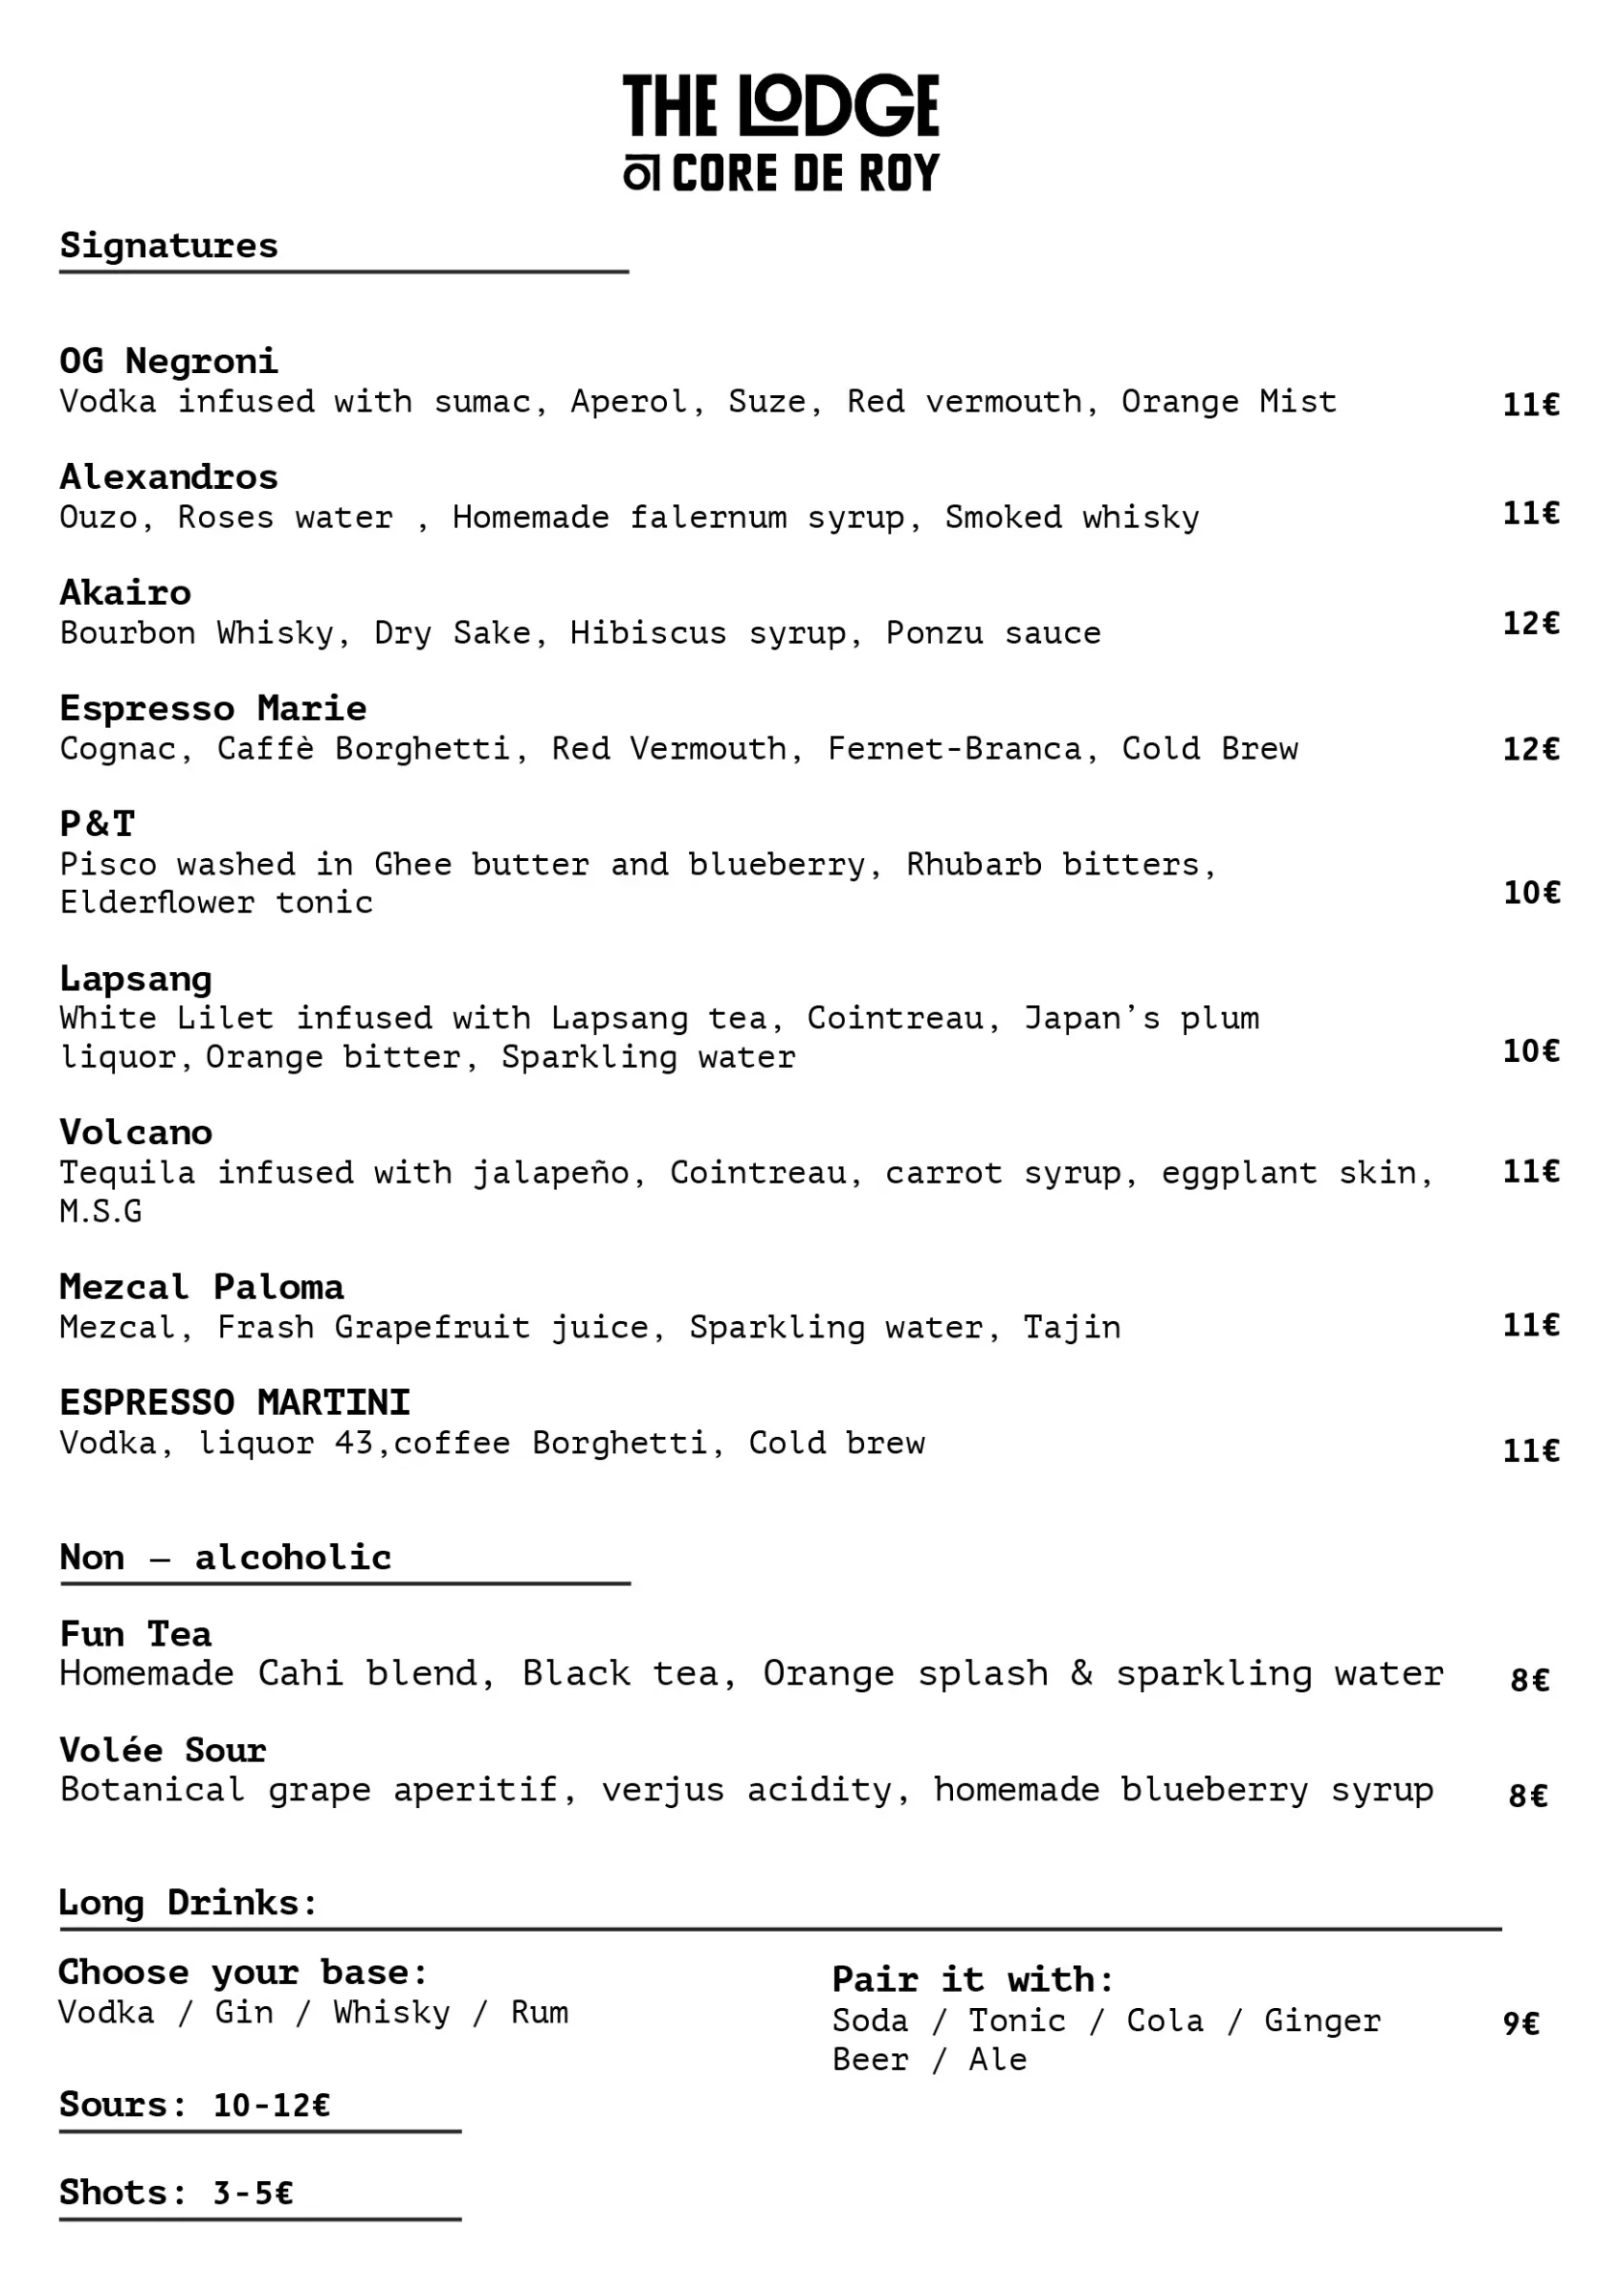 THE LODGE
CORE DE ROY
Signatures
OG Negroni
Vodka infused with sumac, Aperol, Suze, Red vermouth, Orange Mist 11€
Alexandros
Ouzo, Roses water , Homemade falernum syrup, Smoked whisky 11€
Akairo
Bourbon Whisky, Dry Sake, Hibiscus syrup, Ponzu sauce 12€
Espresso Marie
Cognac, Caffè Borghetti, Red Vermouth, Fernet-Branca, Cold Brew 12€
P&T
Pisco washed in Ghee butter and blueberry, Rhubarb bitters,
Elderflower tonic 10€
Lapsang
White Lilet infused with Lapsang tea, Cointreau, Japan’s plum
liquor, Orange bitter, Sparkling water 10€
Volcano
Tequila infused with jalapeño, Cointreau, carrot syrup, eggplant skin, 11€
M.S.G
Mezcal Paloma
Mezcal, Frash Grapefruit juice, Sparkling water, Tajin 11€
ESPRESSO MARTINI
Vodka, liquor 43,coffee Borghetti, Cold brew 11€
Non – alcoholic
Fun Tea
Homemade Cahi blend, Black tea, Orange splash & sparkling water 8€
Volée Sour
Botanical grape aperitif, verjus acidity, homemade blueberry syrup 8€
Long Drinks:
Choose your base:
Vodka / Gin / Whisky / Rum
Pair it with:
Soda / Tonic / Cola / Ginger 9€
Beer / Ale
Sours: 10-12€
Shots: 3-5€